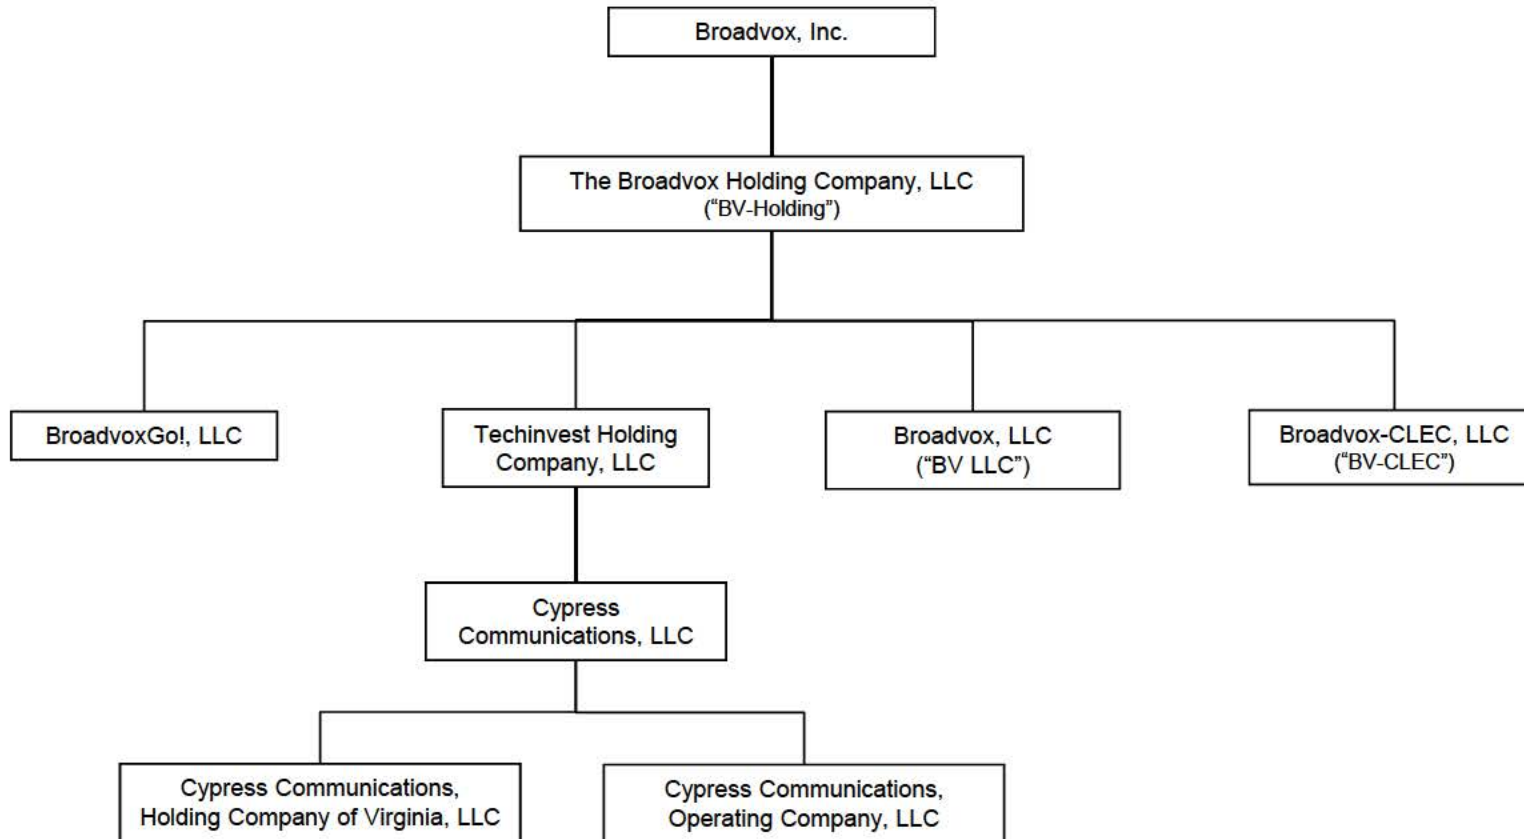 Broadvox, Inc.
The Broadvox Holding Company, LLC
(“BV-Holding”)
BroadvoxGo!, LLC
Techinvest Holding
Company, LLC
Broadvox, LLC
(“BV LLC”)
Broadvox-CLEC, LLC
(“BV-CLEC”)
Cypress
Communications, LLC
Cypress Communications,
Holding Company of Virginia, LLC
Cypress Communications,
Operating Company, LLC